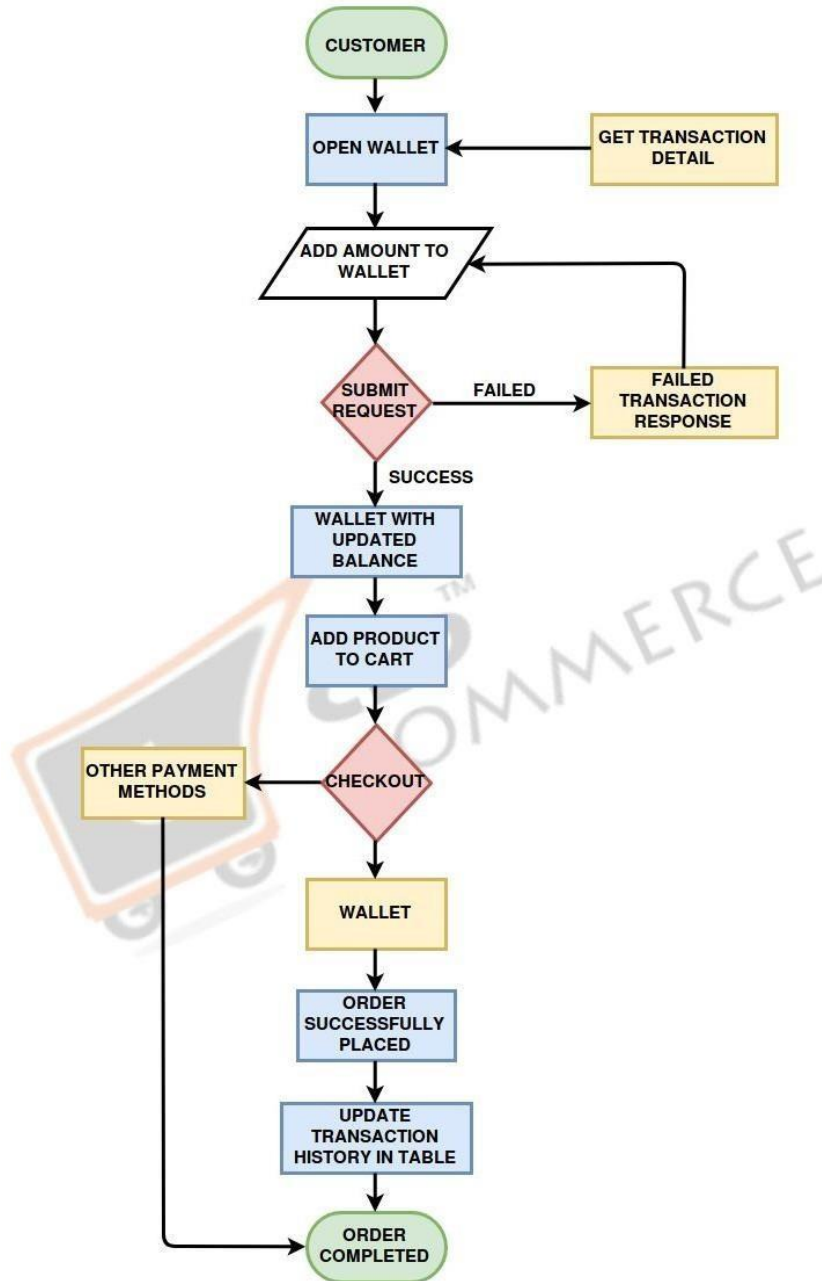 CUSTOMER
OPEN WALLET
GET TRANSACTION
DETAIL
ADD AMOUNT TO
WALLET
SUBMIT
REQUEST
FAILED
FAILED
TRANSACTION
RESPONSE
SUCCESS
WALLET WITH
UPDATED
BALANCE
TM
ADD PRODUCT
TO CART
OTHER PAYMENT
METHODS
CHECKOUT
WALLET
ORDER
SUCCESSFULLY
PLACED
UPDATE
TRANSACTION
HISTORY IN TABLE
ORDER
COMPLETED